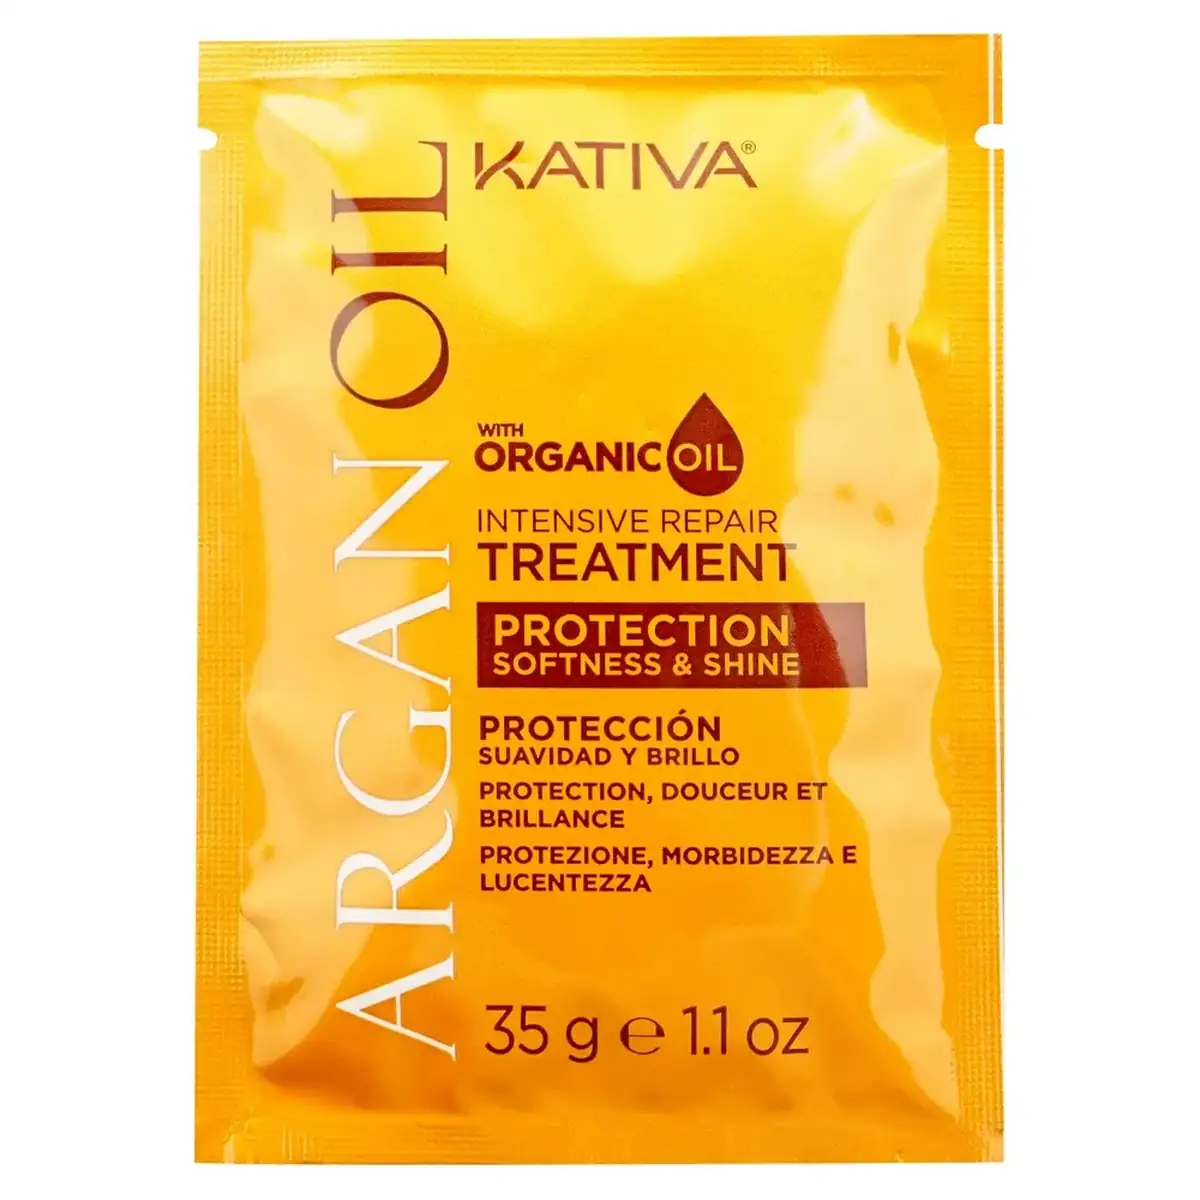 KATIVA®
ARGAN OIL
WITH
ORGANIC OIL
INTENSIVE REPAIR
TREATMENT
PROTECTION
SOFTNESS & SHINE
PROTECCIÓN
SUAVIDAD Y BRILLO
PROTECTION, DOUCEUR ET
BRILLANCE
PROTEZIONE, MORBIDEZZA E
LUCENTEZZA
35 g ℮ 1.1 oz